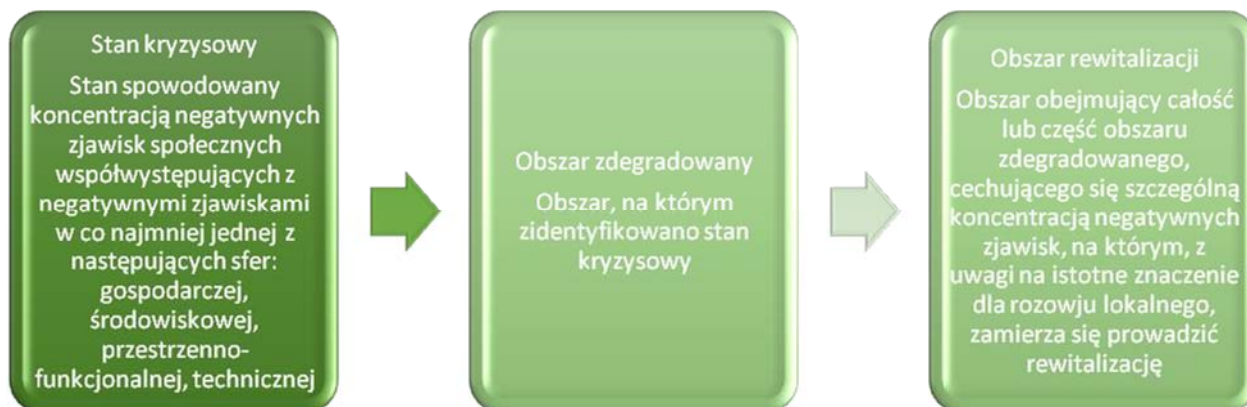 Stan kryzysowy
Stan spowodowany
koncentracją negatywnych
zjawisk społecznych
współwystępujących z
negatywnymi zjawiskami
w co najmniej jednej z
następujących sfer:
gospodarczej,
środowiskowej,
przestrzenno-
funkcjonalnej, technicznej
Obszar zdegradowany
Obszar, na którym
zidentyfikowano stan
kryzysowy
Obszar rewitalizacji
Obszar obejmujący całość
lub część obszaru
zdegradowanego,
cechującego się szczególną
koncentracją negatywnych
zjawisk, na którym, z
uwagi na istotne znaczenie
dla rozowju lokalnego,
zamierza się prowadzić
rewitalizację